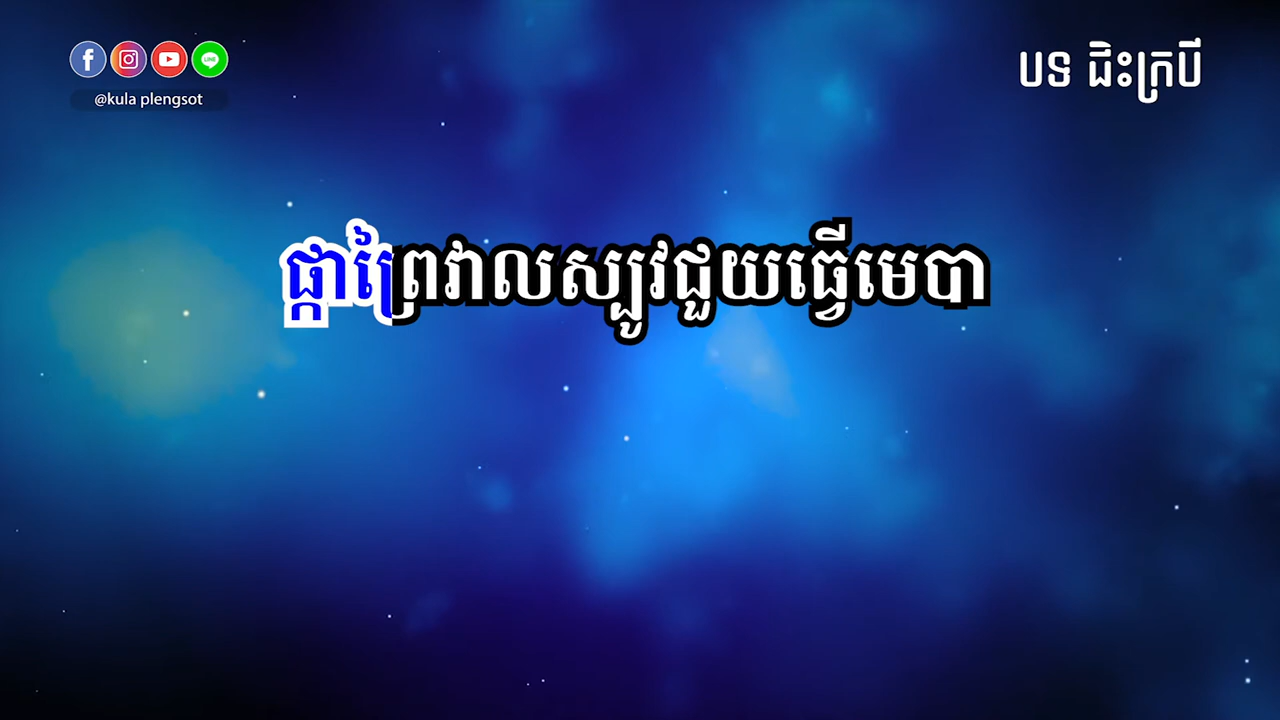 @kula plengsot
បទ ជិះក្របី
ផ្កាព្រៃវាលស្បូវជួយធ្វើមេបា